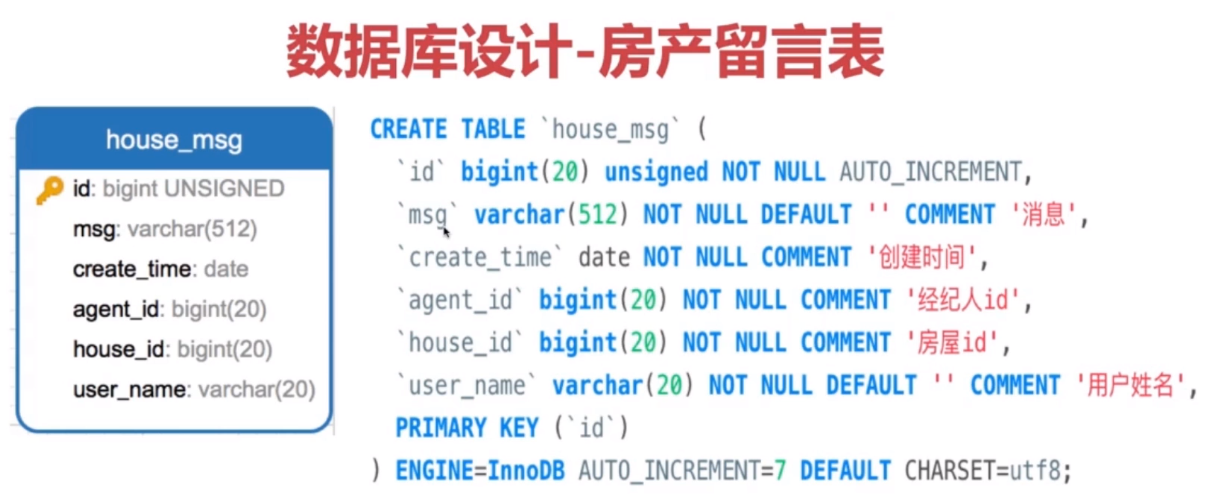 数据库设计-房产留言表
house_msg
id: bigint UNSIGNED
msg: varchar(512)
create_time: date
agent_id: bigint(20)
house_id: bigint(20)
user_name: varchar(20)
CREATE TABLE `house_msg` (
`id` bigint(20) unsigned NOT NULL AUTO_INCREMENT,
`msg` varchar(512) NOT NULL DEFAULT '' COMMENT '消息',
`create_time` date NOT NULL COMMENT '创建时间',
`agent_id` bigint(20) NOT NULL COMMENT '经纪人id',
`house_id` bigint(20) NOT NULL COMMENT '房屋id',
`user_name` varchar(20) NOT NULL DEFAULT '' COMMENT '用户姓名',
PRIMARY KEY (`id`)
) ENGINE=InnoDB AUTO_INCREMENT=7 DEFAULT CHARSET=utf8;